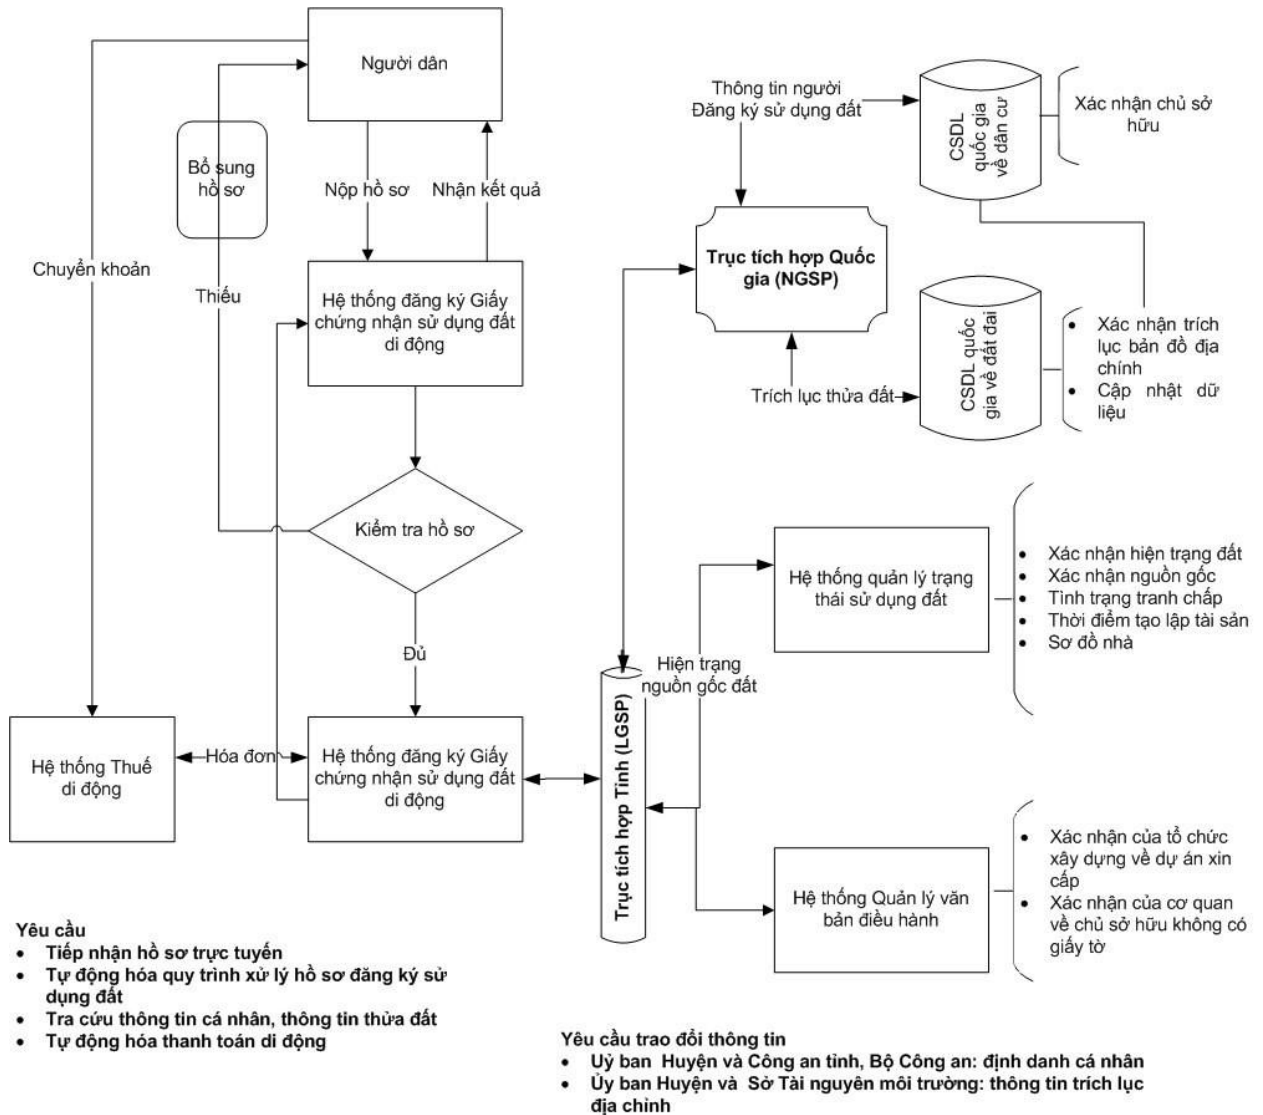 Người dân
Bổ sung
hồ sơ
Nộp hồ sơ
Nhận kết quả
Chuyển khoản
Thiếu
Hệ thống đăng ký Giấy
chứng nhận sử dụng đất
di động
Kiểm tra hồ sơ
Đủ
Hệ thống Thuế
di động
Hóa đơn
Hệ thống đăng ký Giấy
chứng nhận sử dụng đất
di động
Trục tích hợp Tỉnh (LGSP)
Thông tin người
Đăng ký sử dụng đất
CSDL
quốc gia
về dân cư
Xác nhận chủ sở
hữu
Trục tích hợp Quốc
gia (NGSP)
Trích lục thửa đất
CSDL quốc
gia về đất đai
• Xác nhận trích
lục bản đồ địa
chính
• Cập nhật dữ
liệu
Hiện trạng
nguồn gốc đất
Hệ thống quản lý trạng
thái sử dụng đất
• Xác nhận hiện trạng đất
• Xác nhận nguồn gốc
• Tình trạng tranh chấp
• Thời điểm tạo lập tài sản
• Sơ đồ nhà
Hệ thống Quản lý văn
bản điều hành
• Xác nhận của tổ chức
xây dựng về dự án xin
cấp
• Xác nhận của cơ quan
về chủ sở hữu không có
giấy tờ
Yêu cầu
• Tiếp nhận hồ sơ trực tuyến
• Tự động hóa quy trình xử lý hồ sơ đăng ký sử
dụng đất
• Tra cứu thông tin cá nhân, thông tin thửa đất
• Tự động hóa thanh toán di động
Yêu cầu trao đổi thông tin
• Uỷ ban Huyện và Công an tỉnh, Bộ Công an: định danh cá nhân
• Ủy ban Huyện và Sở Tài nguyên môi trường: thông tin trích lục
địa chỉnh